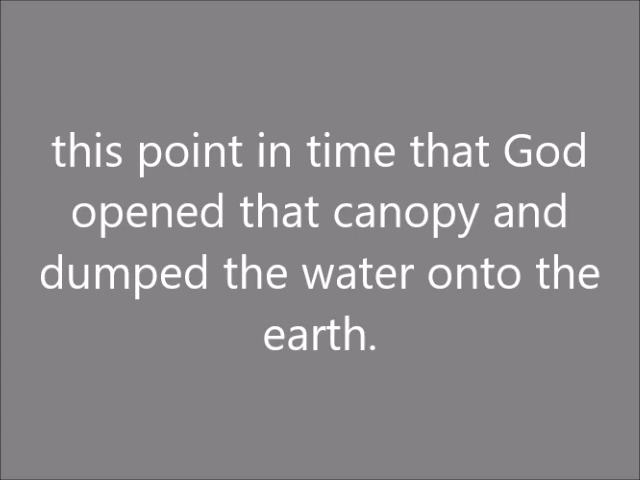 this point in time that God
opened that canopy and
dumped the water onto the
earth.